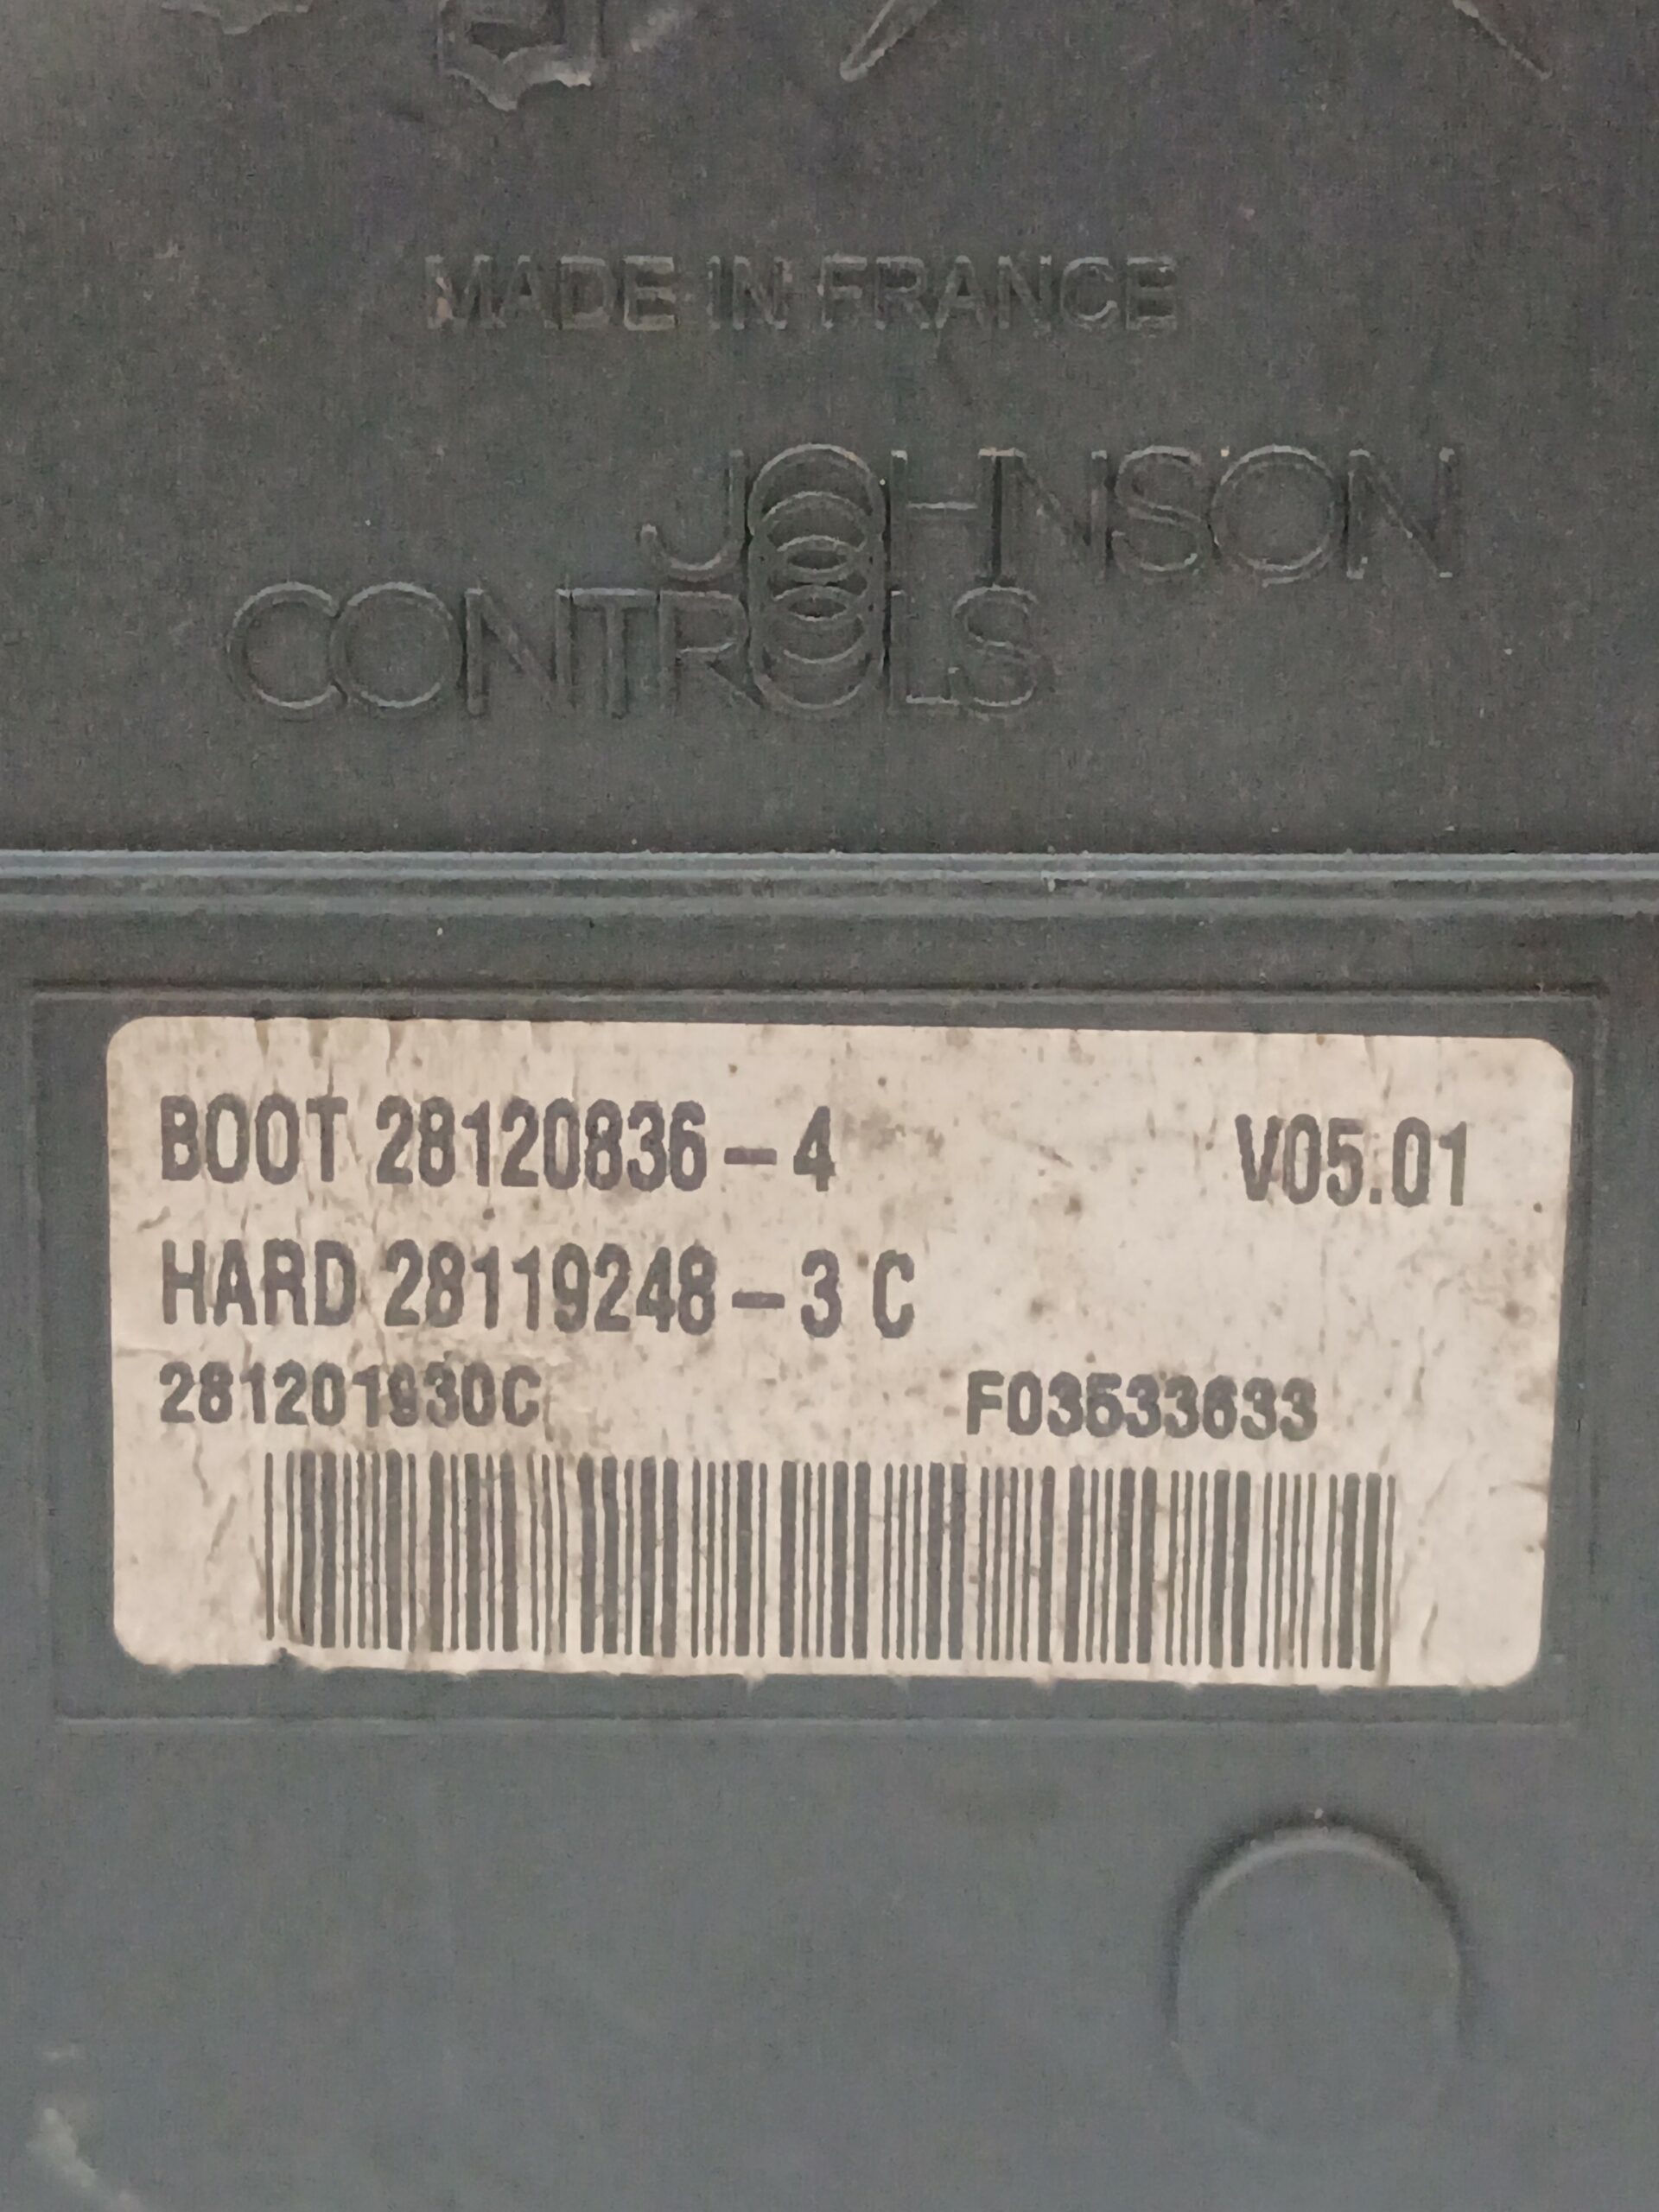 MADE IN FRANCE
JOHNSON
CONTROLS
BOOT 28120836-4 V05.01
HARD 28119248-3 C
281201930C F03533633